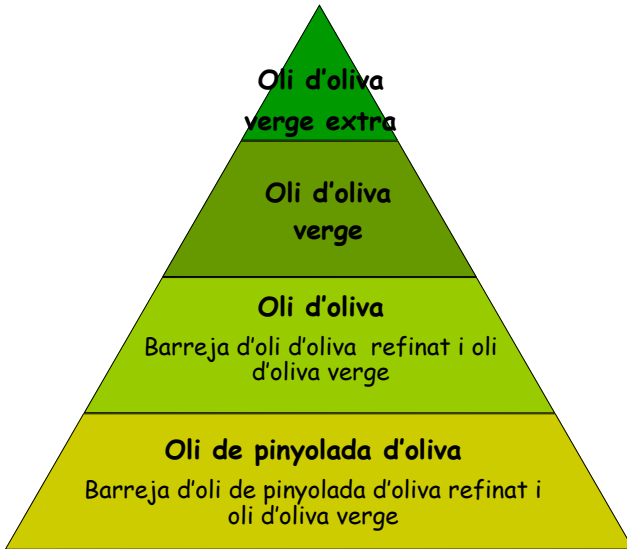 Oli d'oliva
verge extra
Oli d'oliva
verge
Oli d'oliva
Barreja d'oli d'oliva refinat i oli
d'oliva verge
Oli de pinyolada d'oliva
Barreja d'oli de pinyolada d'oliva refinat i
oli d'oliva verge